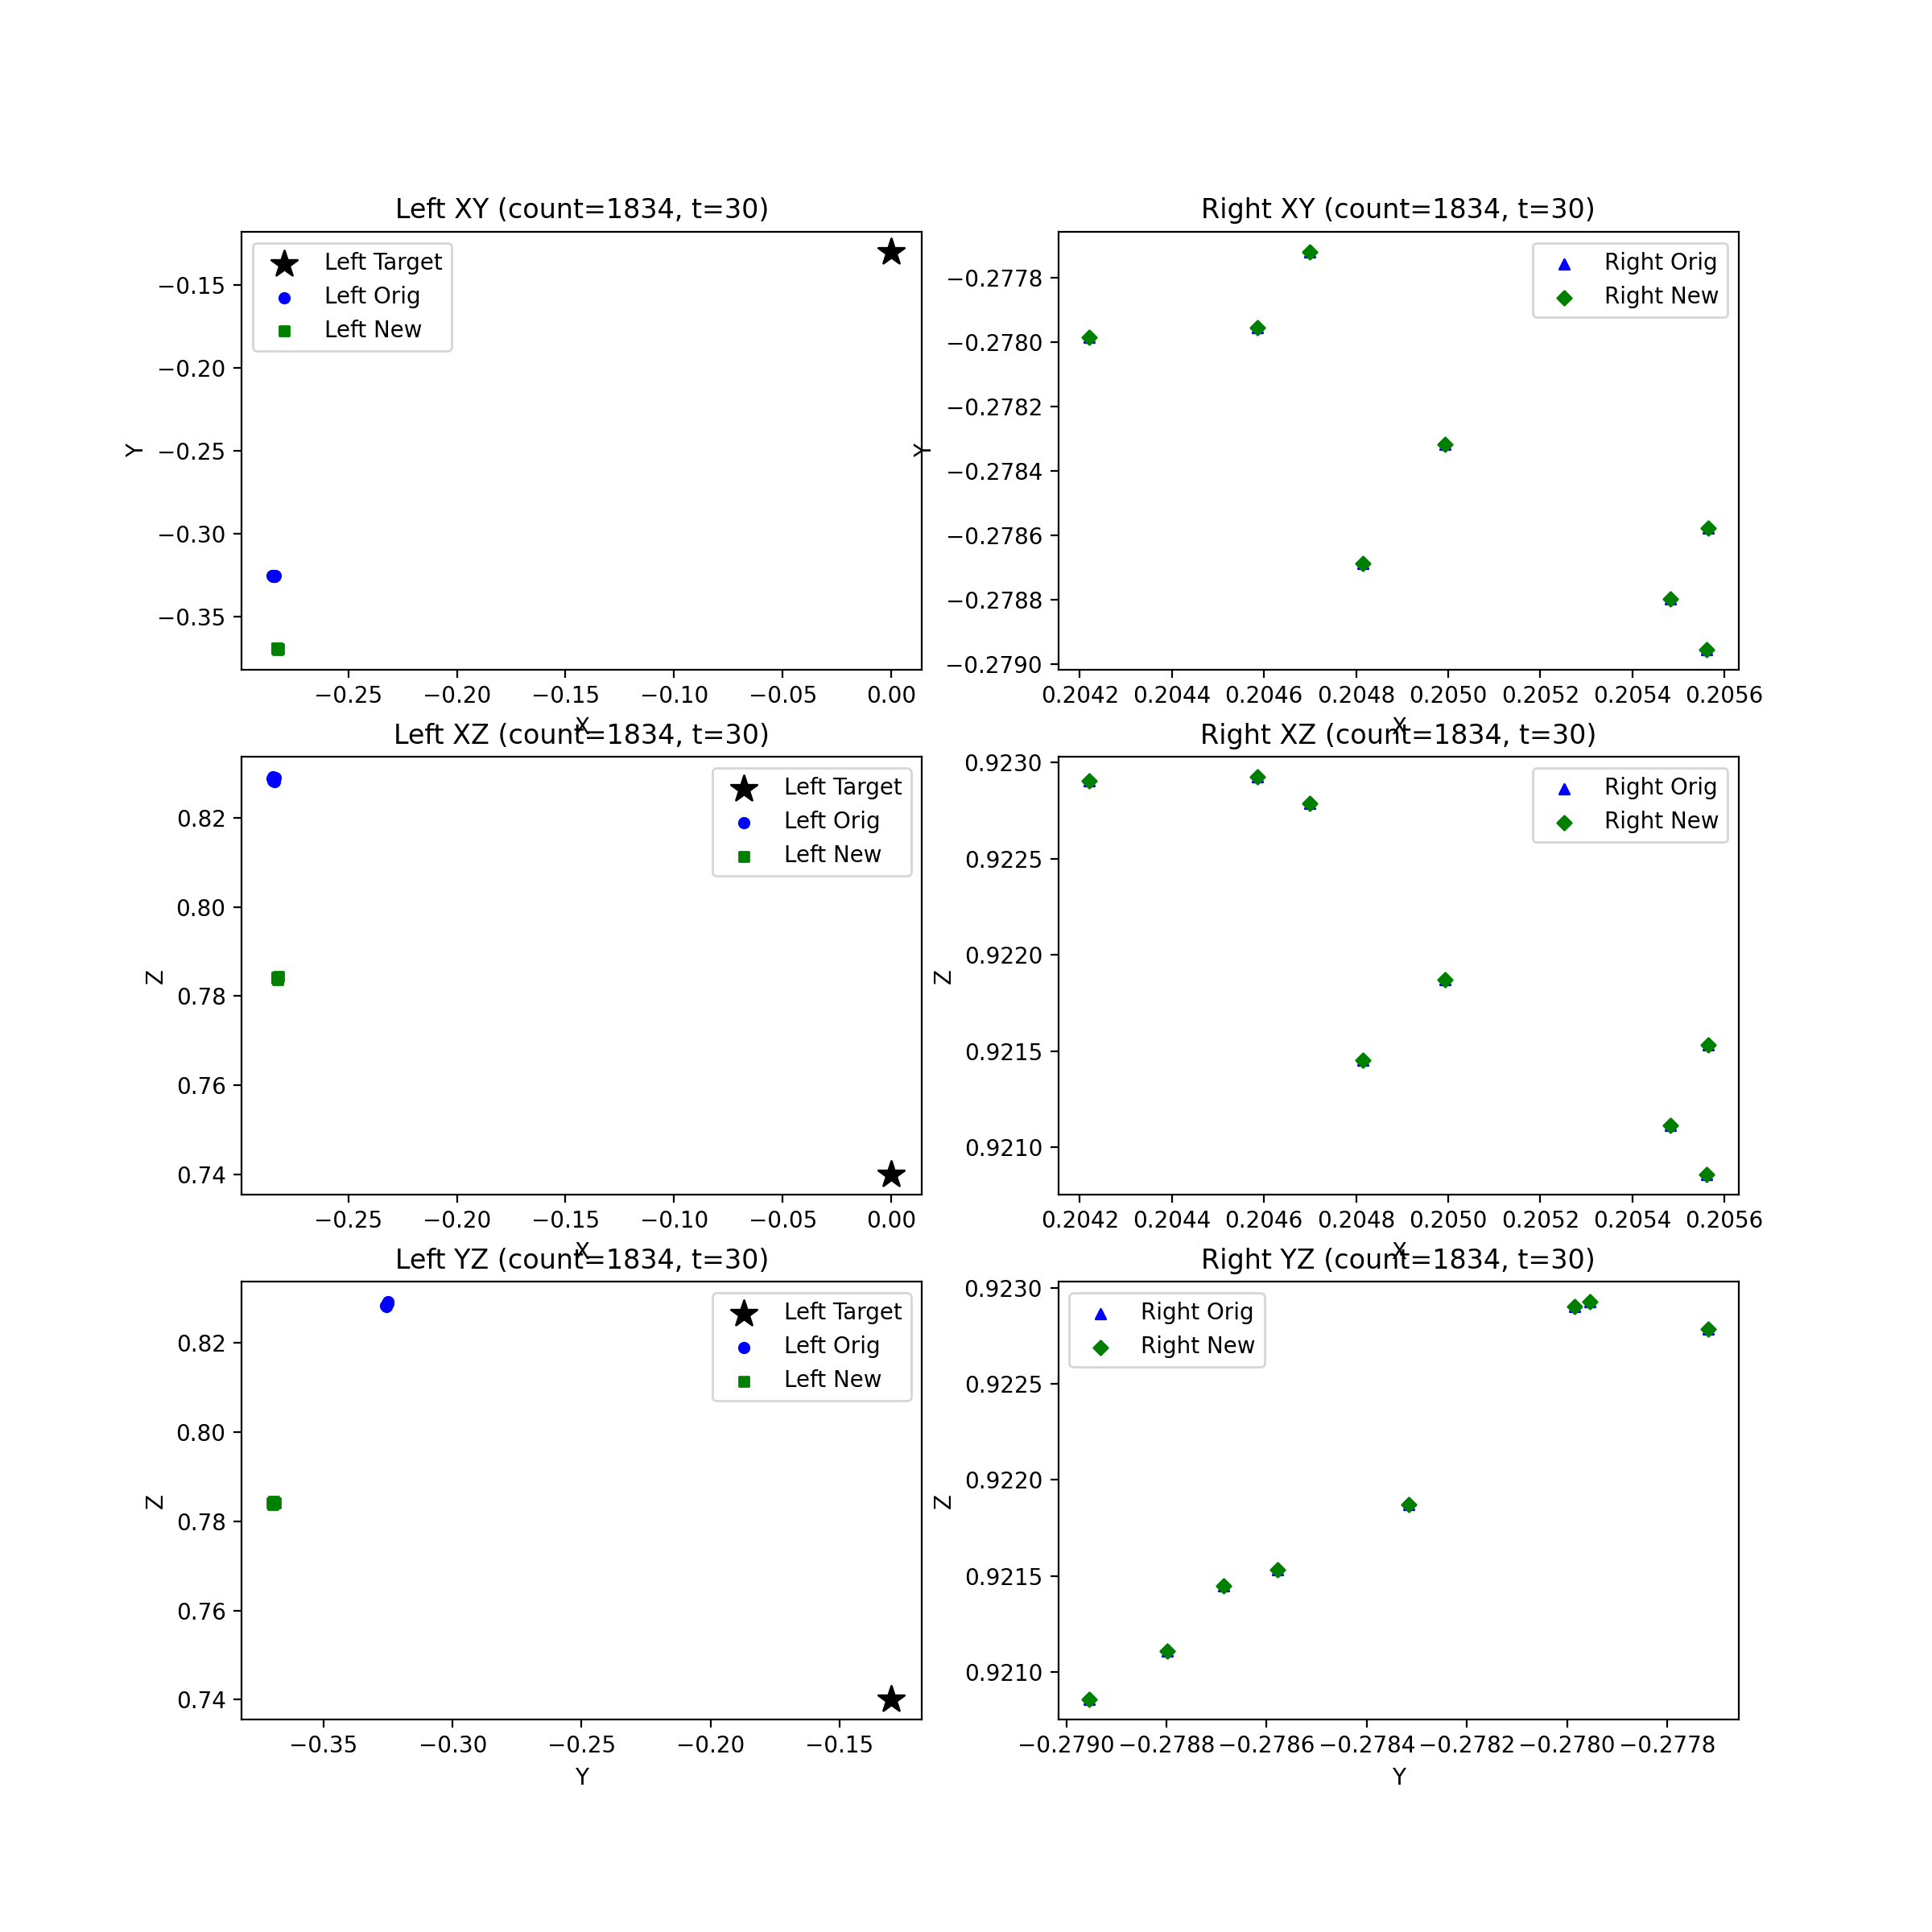 Left XY (count=1834, t=30)
Left Target
Left Orig
Left New
−0.15
−0.20
−0.25
−0.30
−0.35
Y
−0.25 −0.20 −0.15 −0.10 −0.05 0.00
X
Right XY (count=1834, t=30)
Right Orig
Right New
−0.2778
−0.2780
−0.2782
−0.2784
−0.2786
−0.2788
−0.2790
Y
0.2042 0.2044 0.2046 0.2048 0.2050 0.2052 0.2054 0.2056
X
Left XZ (count=1834, t=30)
Left Target
Left Orig
Left New
0.82
0.80
0.78
0.76
0.74
Z
−0.25 −0.20 −0.15 −0.10 −0.05 0.00
X
Right XZ (count=1834, t=30)
Right Orig
Right New
0.9230
0.9225
0.9220
0.9215
0.9210
Z
0.2042 0.2044 0.2046 0.2048 0.2050 0.2052 0.2054 0.2056
X
Left YZ (count=1834, t=30)
Left Target
Left Orig
Left New
0.82
0.80
0.78
0.76
0.74
Z
−0.35 −0.30 −0.25 −0.20 −0.15
Y
Right YZ (count=1834, t=30)
Right Orig
Right New
0.9230
0.9225
0.9220
0.9215
0.9210
Z
−0.2790 −0.2788 −0.2786 −0.2784 −0.2782 −0.2780 −0.2778
Y